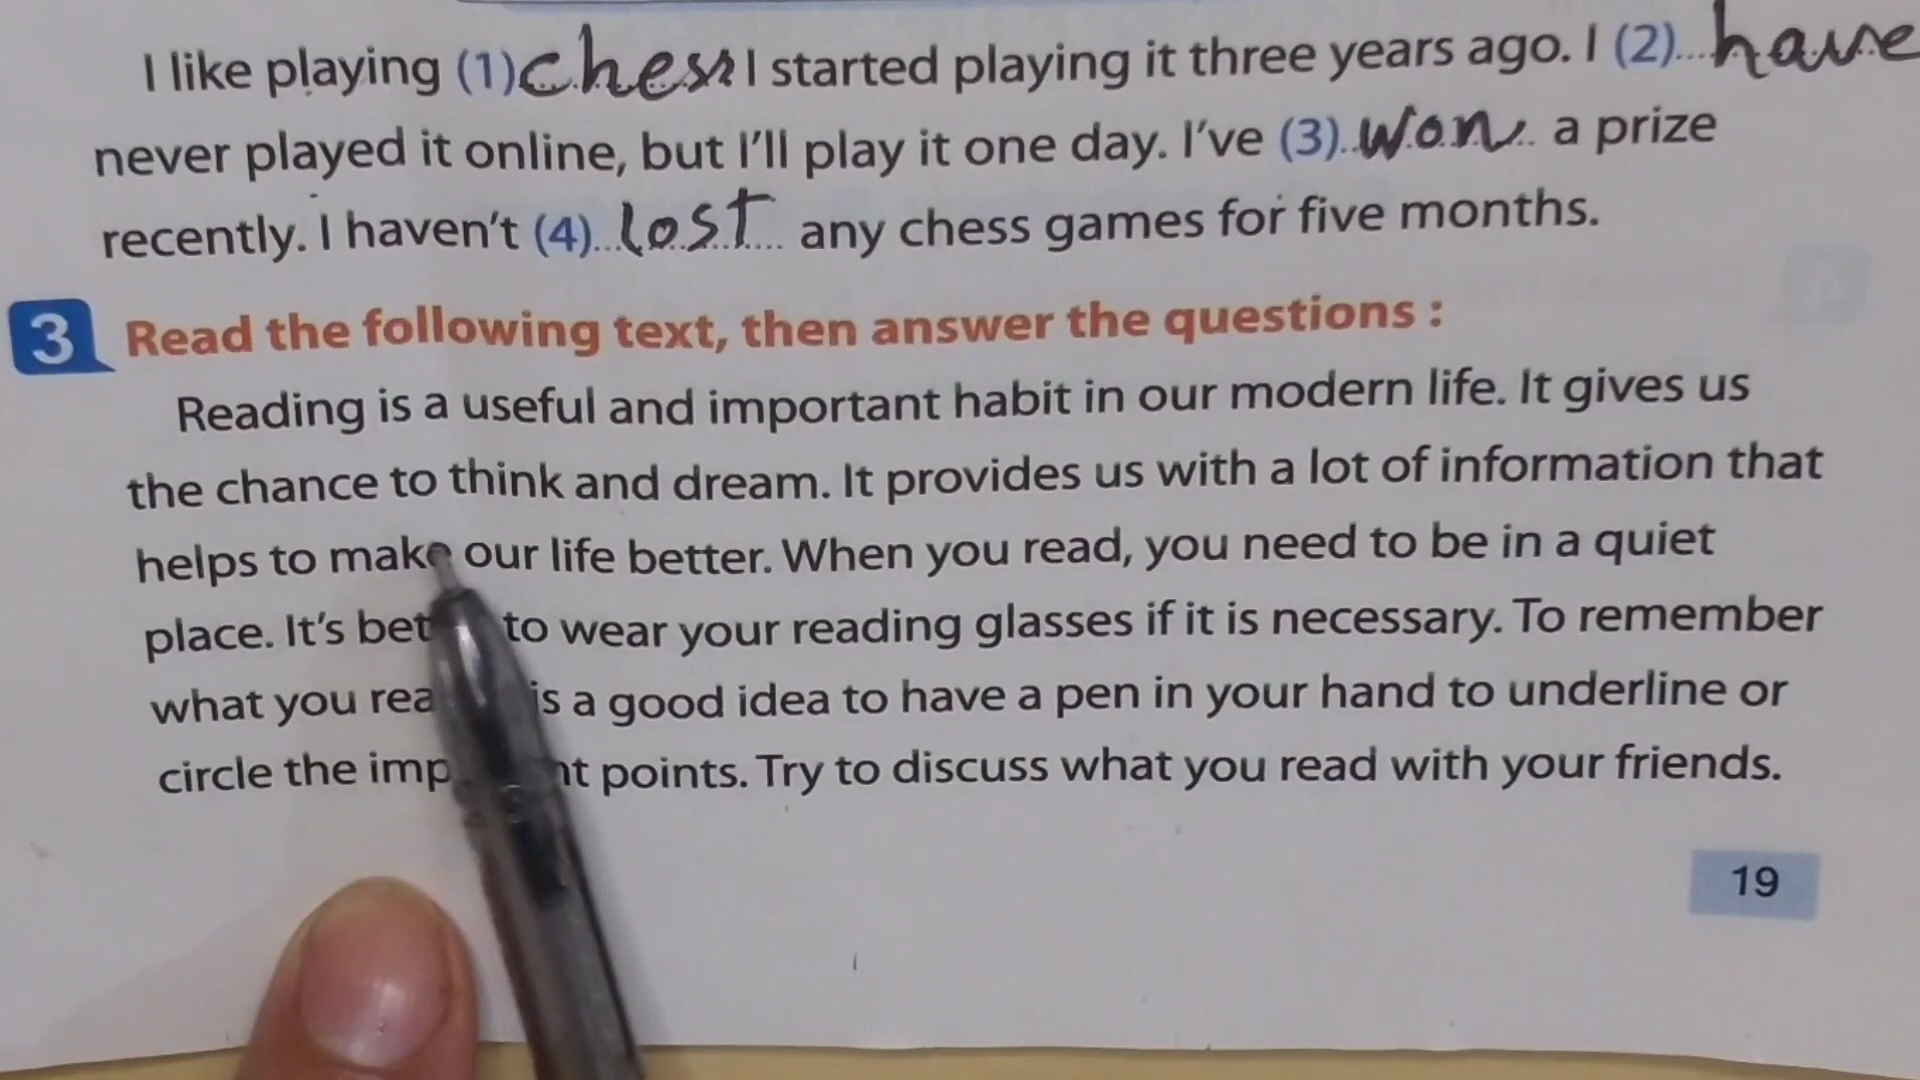 I like playing (1) chess I started playing it three years ago. I (2)... have
never played it online, but I'll play it one day. I've (3).. won .. a prize
recently. I haven't (4)... lost .... any chess games for five months.
3 Read the following text, then answer the questions :
Reading is a useful and important habit in our modern life. It gives us
the chance to think and dream. It provides us with a lot of information that
helps to make our life better. When you read, you need to be in a quiet
place. It's to wear your reading glasses if it is necessary. To remember
what you is a good idea to have a pen in your hand to underline or
circle the points. Try to discuss what you read with your friends.
19